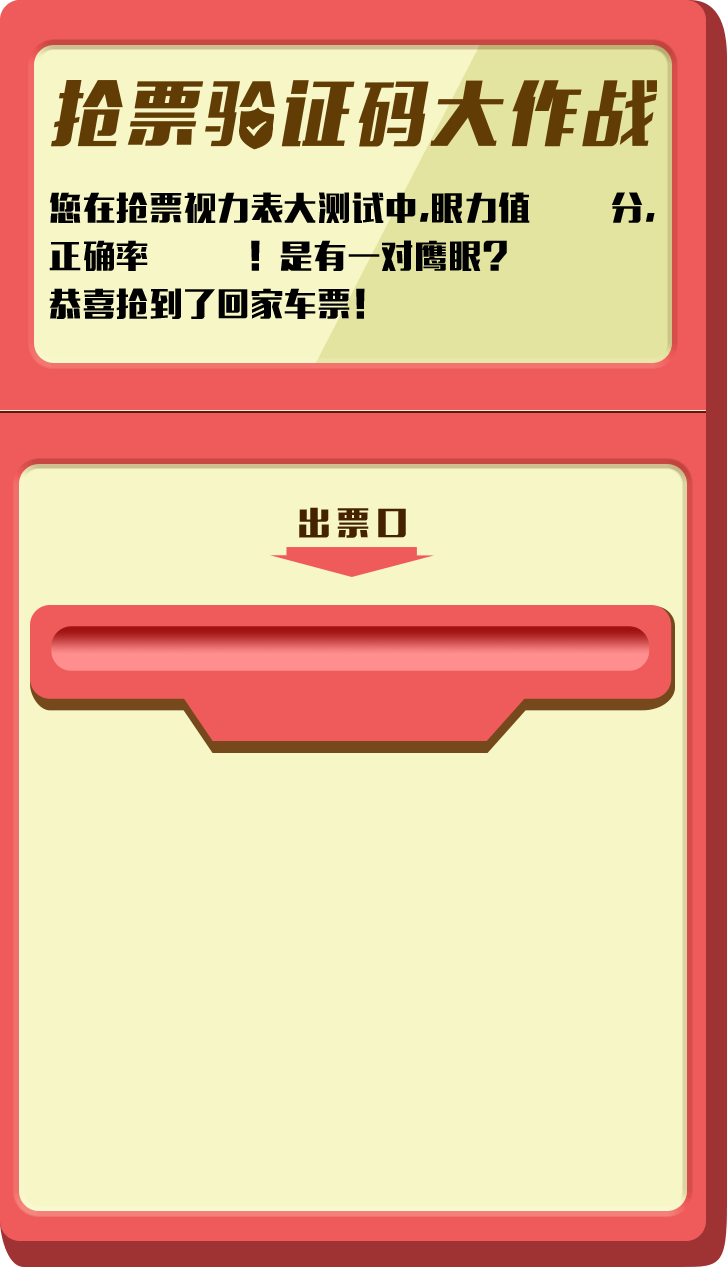 抢票验证码大作战
您在抢票视力表大测试中,眼力值 分,
正确率 ！是有一对鹰眼?
恭喜抢到了回家车票!
出票口